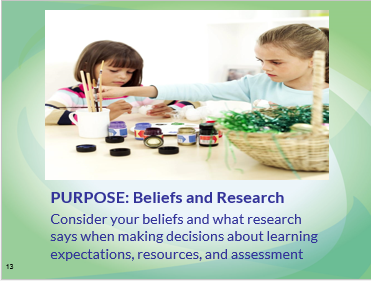 PURPOSE: Beliefs and Research
Consider your beliefs and what research
says when making decisions about learning
expectations, resources, and assessment
13